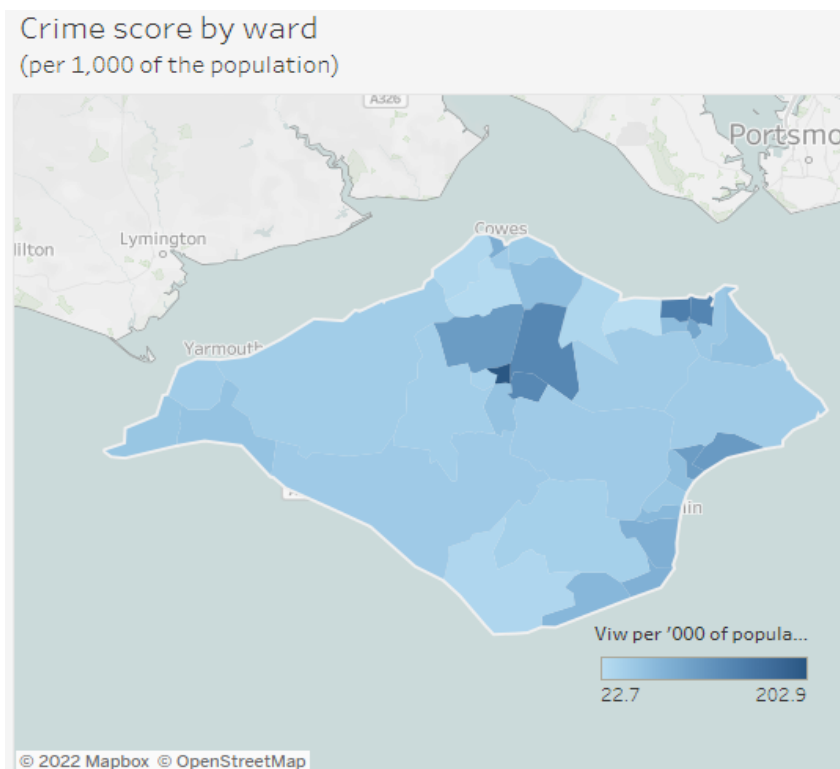 Crime score by ward
(per 1,000 of the population)
A326
Portsmo
Cowes
Lymington
ilton
Yarmouth
in
Viw per '000 of popula...
22.7
202.9
© 2022 Mapbox © OpenStreetMap